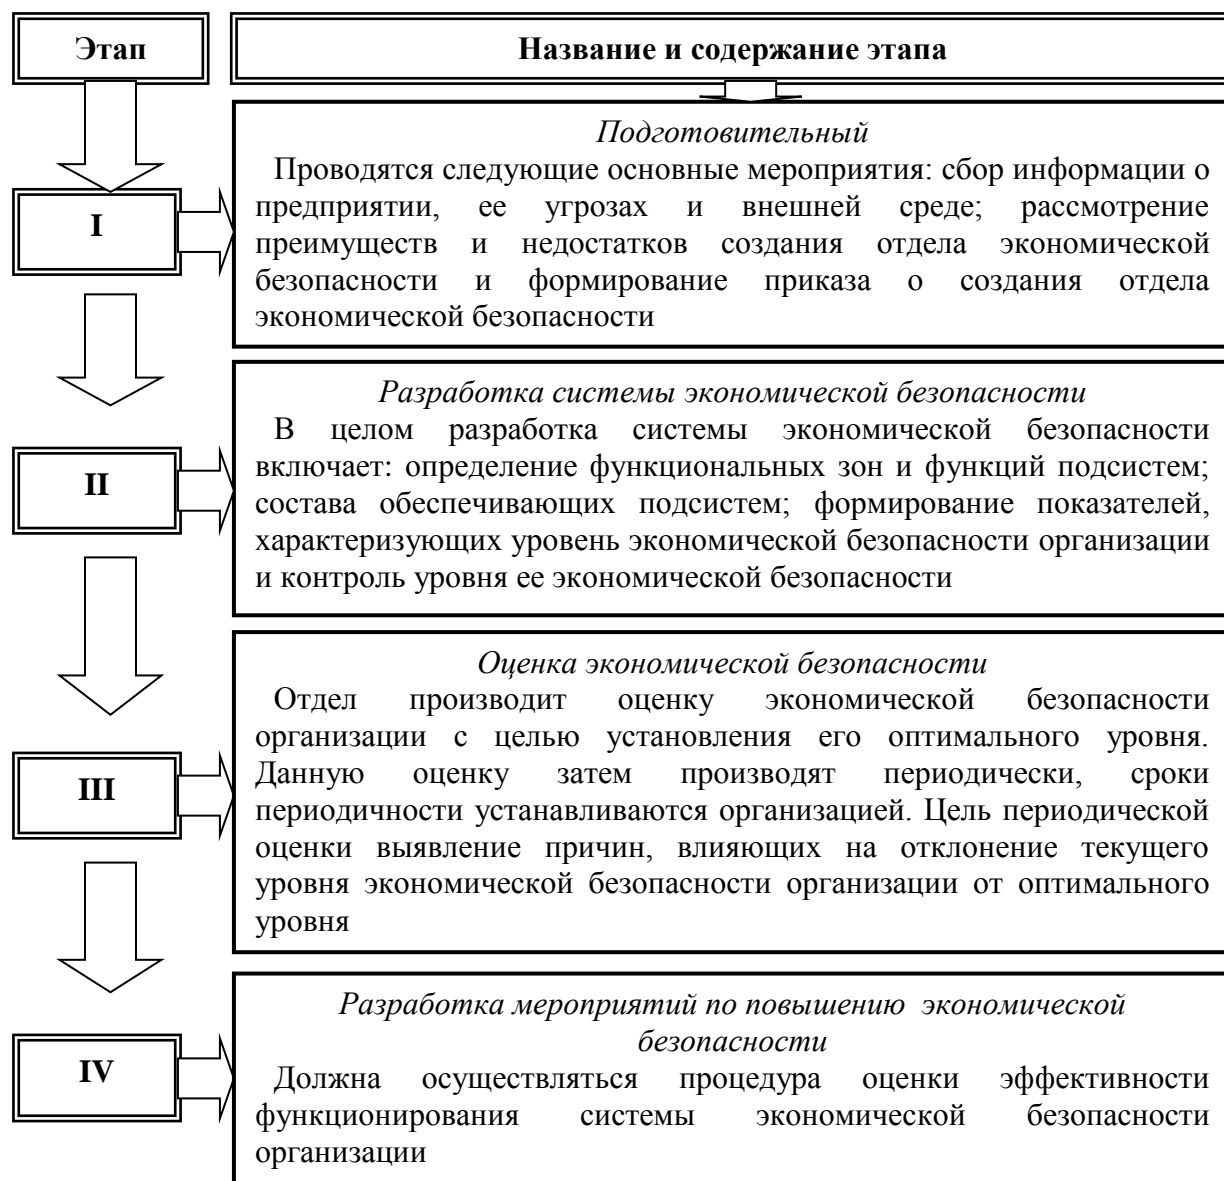 Этап
Название и содержание этапа
I
Подготовительный
Проводятся следующие основные мероприятия: сбор информации о
предприятии, ее угрозах и внешней среде; рассмотрение
преимуществ и недостатков создания отдела экономической
безопасности и формирование приказа о создания отдела
экономической безопасности
II
Разработка системы экономической безопасности
В целом разработка системы экономической безопасности
включает: определение функциональных зон и функций подсистем;
состава обеспечивающих подсистем; формирование показателей,
характеризующих уровень экономической безопасности организации
и контроль уровня ее экономической безопасности
III
Оценка экономической безопасности
Отдел производит оценку экономической безопасности
организации с целью установления его оптимального уровня.
Данную оценку затем производят периодически, сроки
периодичности устанавливаются организацией. Цель периодической
оценки выявление причин, влияющих на отклонение текущего
уровня экономической безопасности организации от оптимального
уровня
IV
Разработка мероприятий по повышению экономической
безопасности
Должна осуществляться процедура оценки эффективности
функционирования системы экономической безопасности
организации